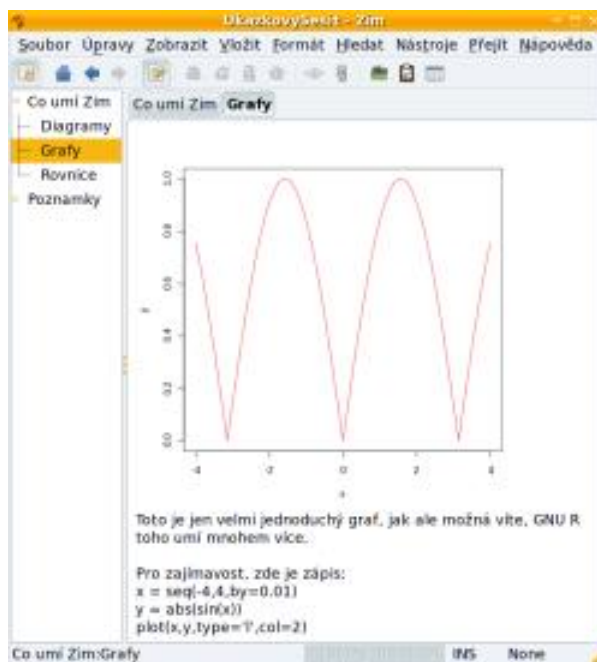 UkazkovySesit - Zim
Soubor Úpravy Zobrazit Vložit Formát Hledat Nástroje Přejít Nápověda
Co umí Zim
Diagramy
Grafy
Rovnice
Poznamky
Co umí Zim Grafy
1.0
0.8
0.6
0.4
0.2
0.0
y
-4 -2 0 2 4
x
Toto je jen velmi jednoduchý graf, jak ale možná víte, GNU R
toho umí mnohem více.
Pro zajímavost, zde je zápis:
x = seq(-4,4,by=0.01)
y = abs(sin(x))
plot(x,y,type='l',col=2)
Co umí Zim:Grafy INS None